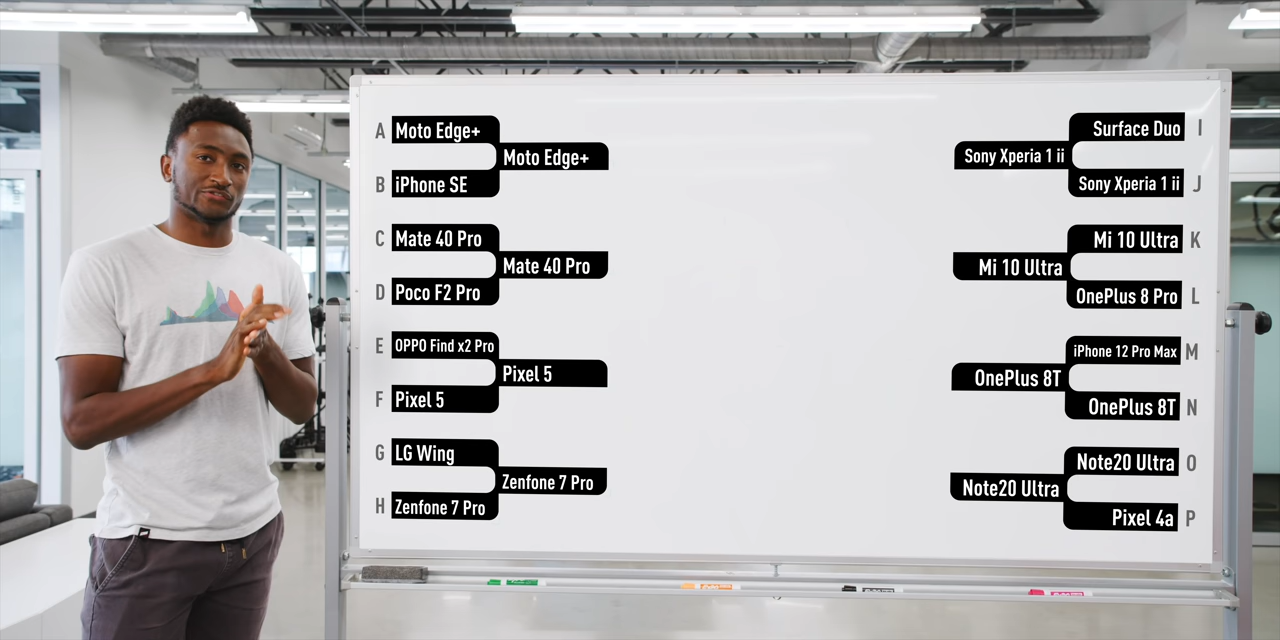 A Moto Edge+
Moto Edge+
B iPhone SE
C Mate 40 Pro
Mate 40 Pro
D Poco F2 Pro
E OPPO Find x2 Pro
Pixel 5
F Pixel 5
G LG Wing
Zenfone 7 Pro
H Zenfone 7 Pro
Surface Duo I
Sony Xperia 1 ii
Sony Xperia 1 ii J
Mi 10 Ultra K
Mi 10 Ultra
OnePlus 8 Pro L
iPhone 12 Pro Max M
OnePlus 8T
OnePlus 8T N
Note20 Ultra O
Note20 Ultra
Pixel 4a P